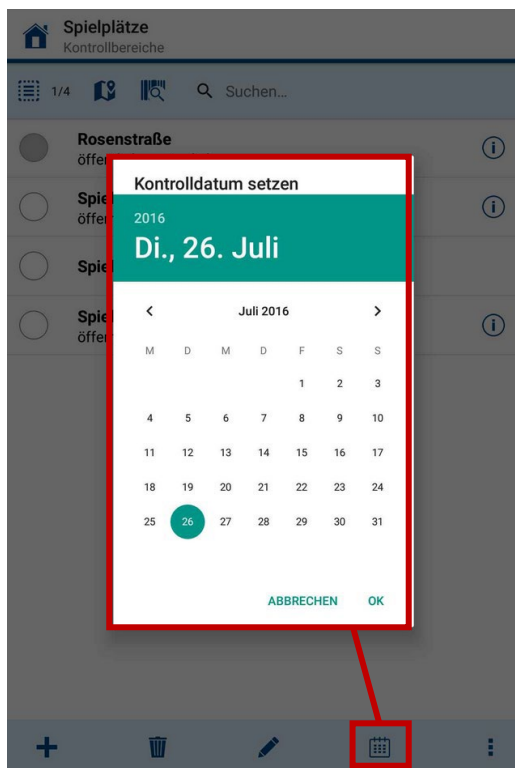 Spielplätze
Kontrollbereiche
1/4 Suchen...
Rosenstraße
Kontrolldatum setzen
2016
Di., 26. Juli
Juli 2016
M D M D F S S
1 2 3
4 5 6 7 8 9 10
11 12 13 14 15 16 17
18 19 20 21 22 23 24
25 26 27 28 29 30 31
ABBRECHEN OK